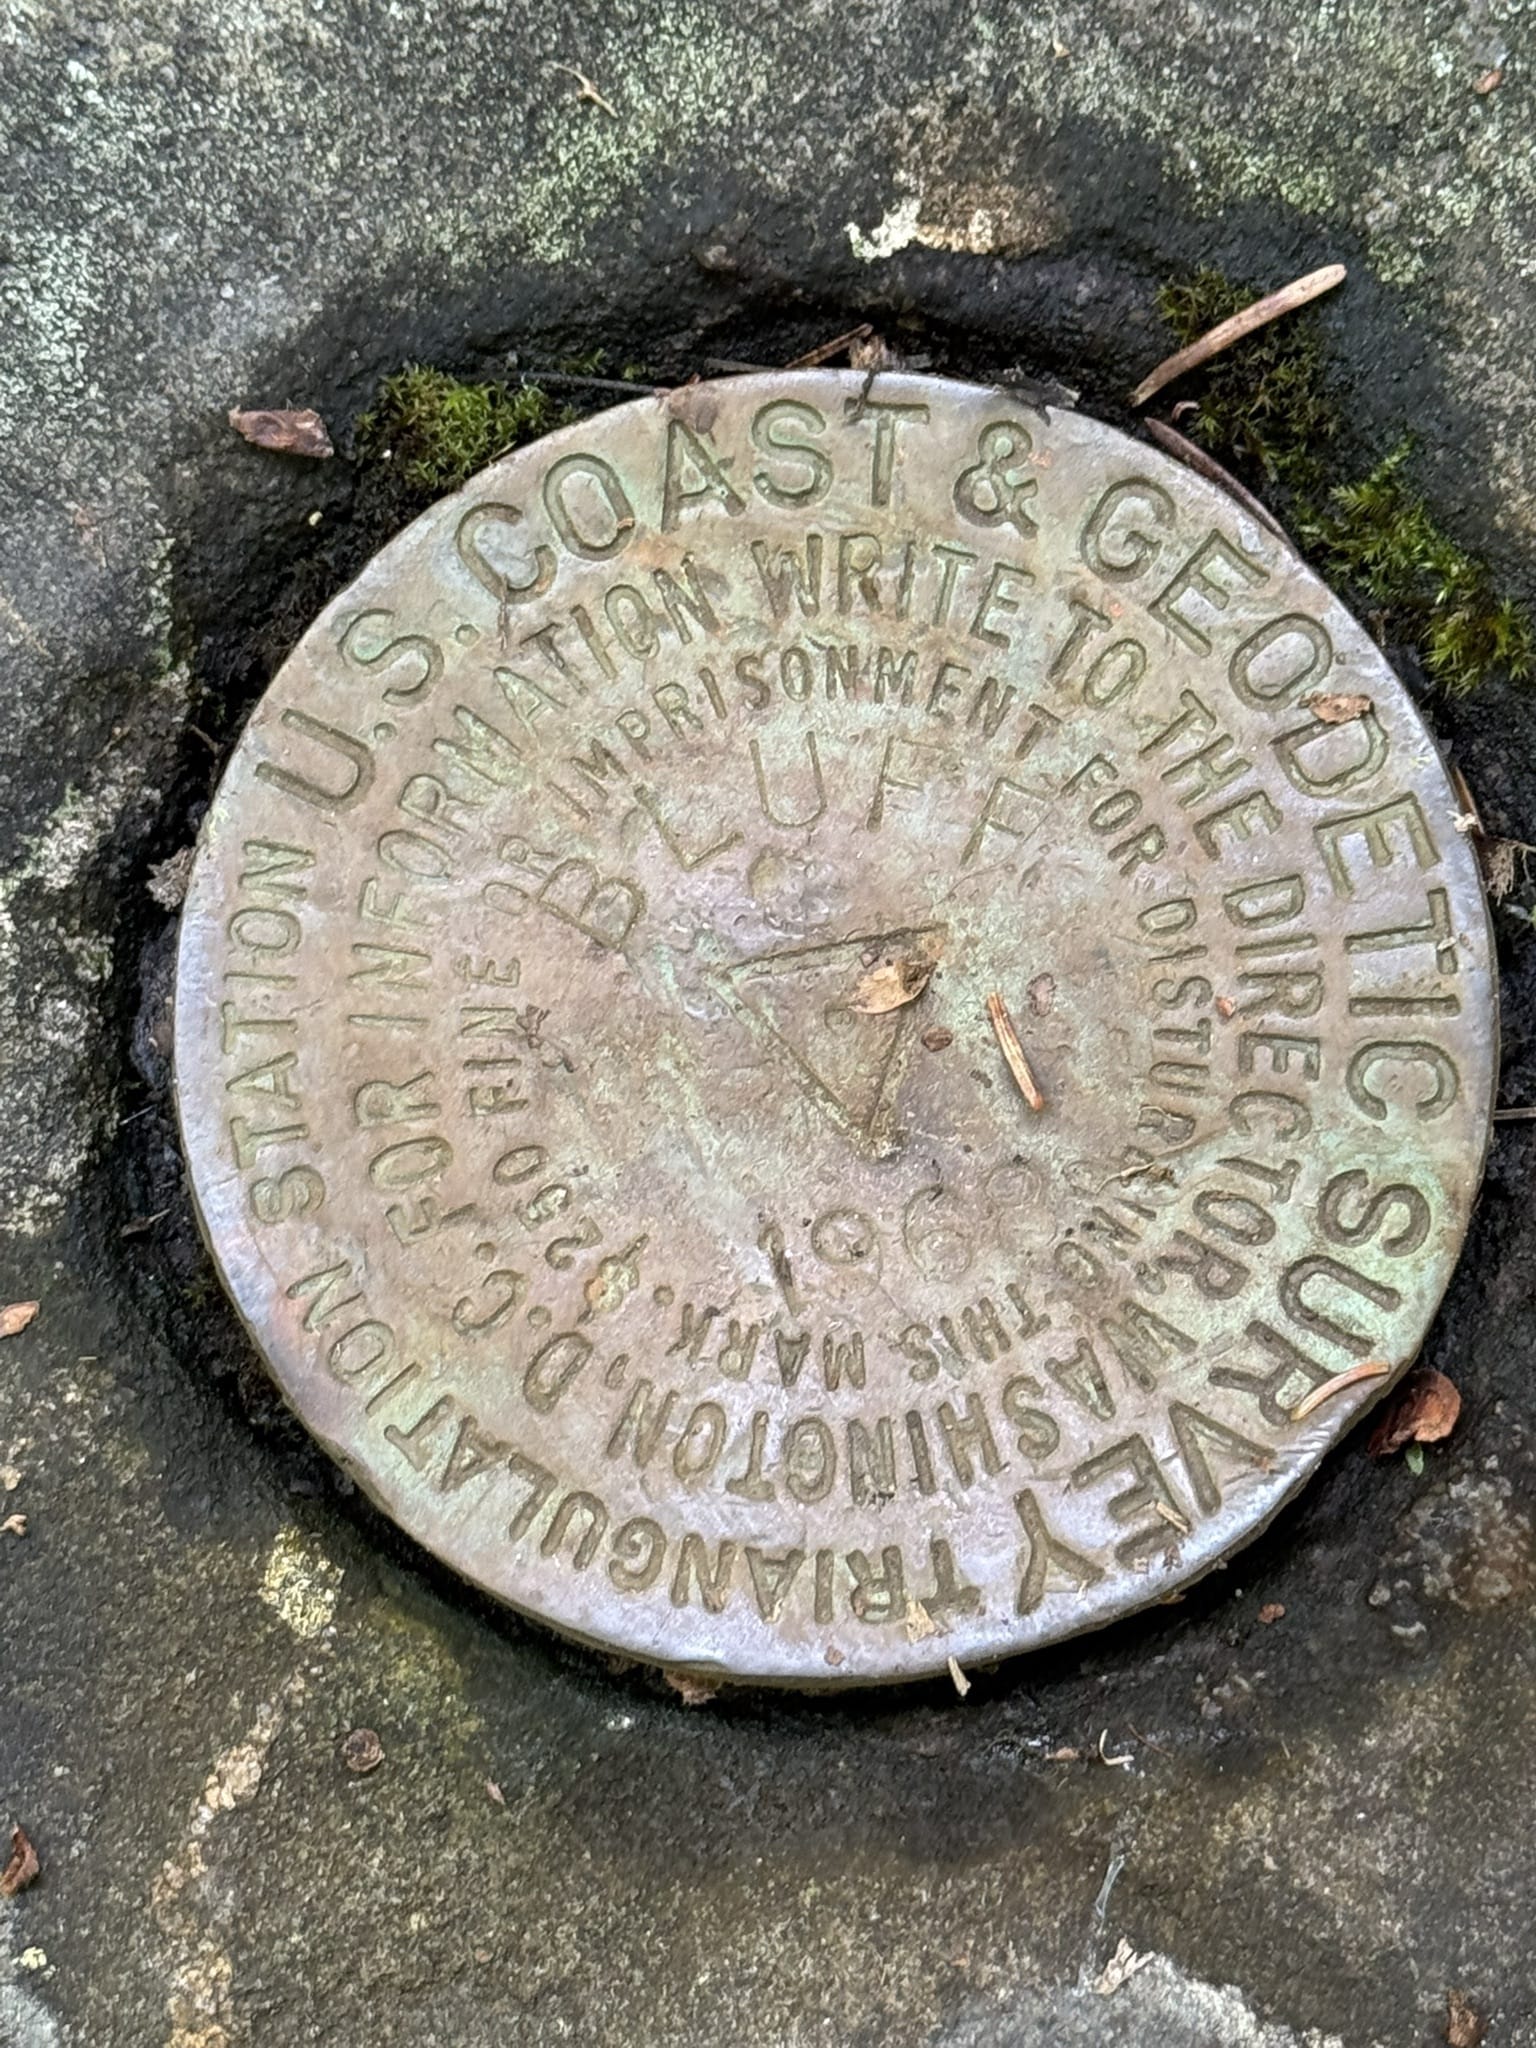 U.S. COAST & GEODETIC SURVEY
TRIANGULATION STATION
FOR INFORMATION WRITE TO THE DIRECTOR, WASHINGTON, D.C.
$250 FINE OR IMPRISONMENT FOR DISTURBING THIS MARK.
BLUFF